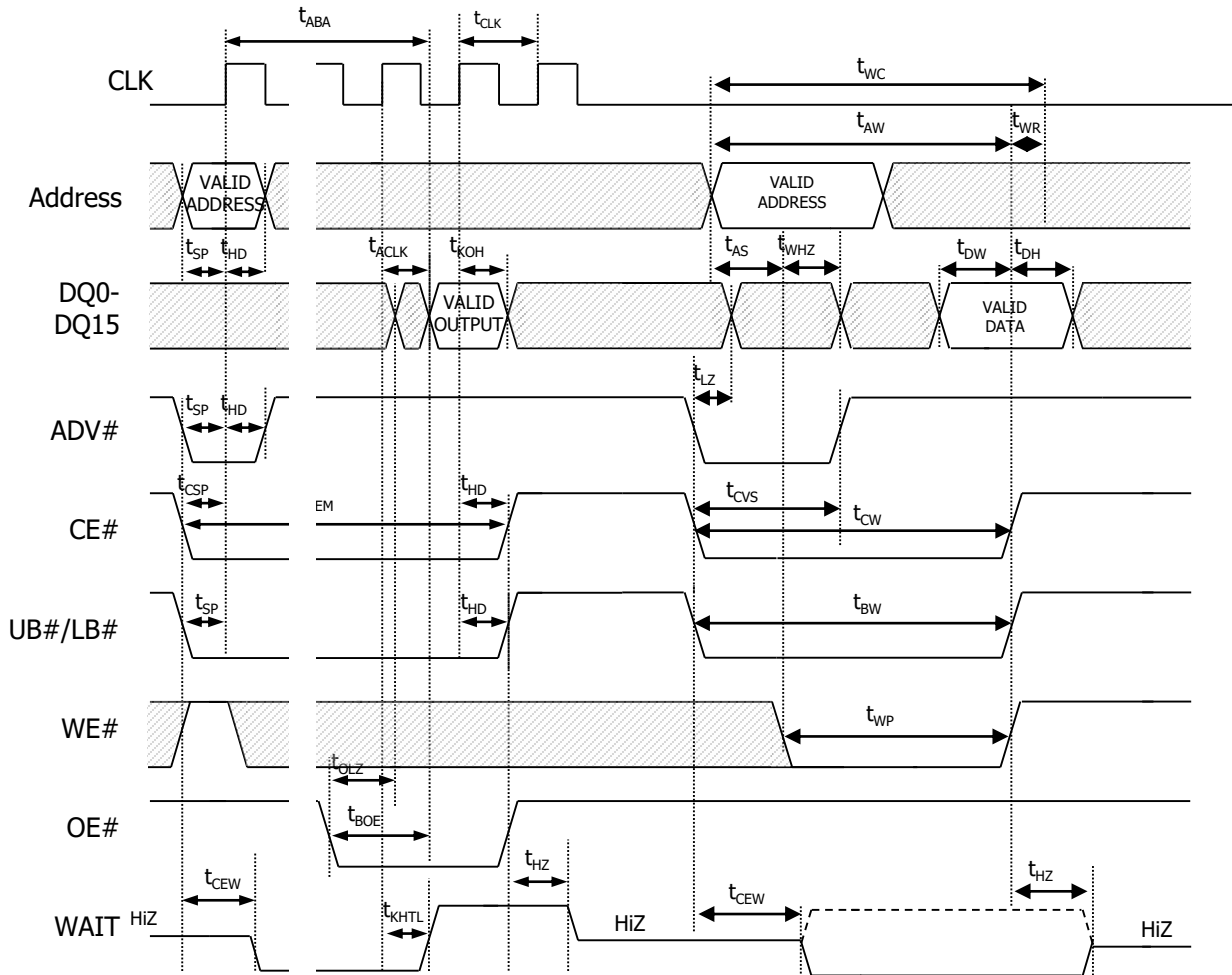 tABA
tCLK
CLK
tWC
tAW
tWR
Address
VALID
ADDRESS
VALID
ADDRESS
tSP
tHD
tACLK
tKOH
tAS
tWHZ
tDW
tDH
DQ0-
DQ15
VALID
OUTPUT
VALID
DATA
tLZ
tSP
tHD
ADV#
tCSP
EM
tHD
tCVS
tCW
CE#
tSP
tHD
tBW
UB#/LB#
WE#
tWP
tOLZ
OE#
tBOE
tCEW
tHZ
tCEW
tHZ
WAIT
HiZ
tKHTL
HiZ
HiZ